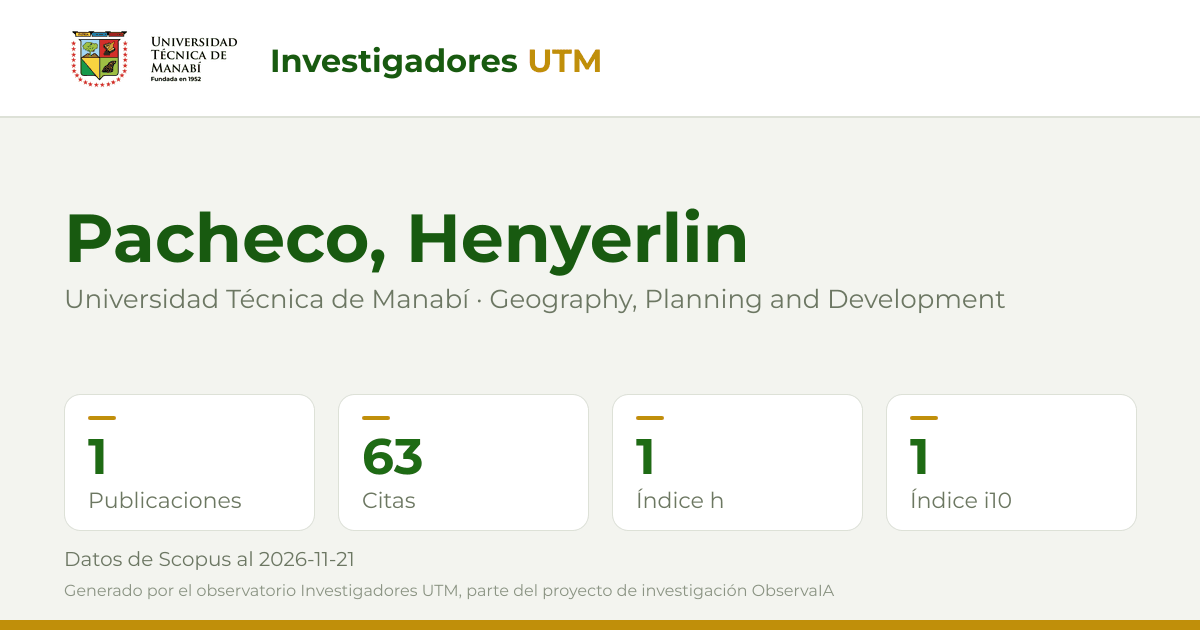 UNIVERSIDAD
TÉCNICA DE
MANABÍ
Fundada en 1952
Investigadores UTM
Pacheco, Henyerlin
Universidad Técnica de Manabí · Geography, Planning and Development
1
Publicaciones
63
Citas
1
Índice h
1
Índice i10
Datos de Scopus al 2026-11-21
Generado por el observatorio Investigadores UTM, parte del proyecto de investigación ObservaIA